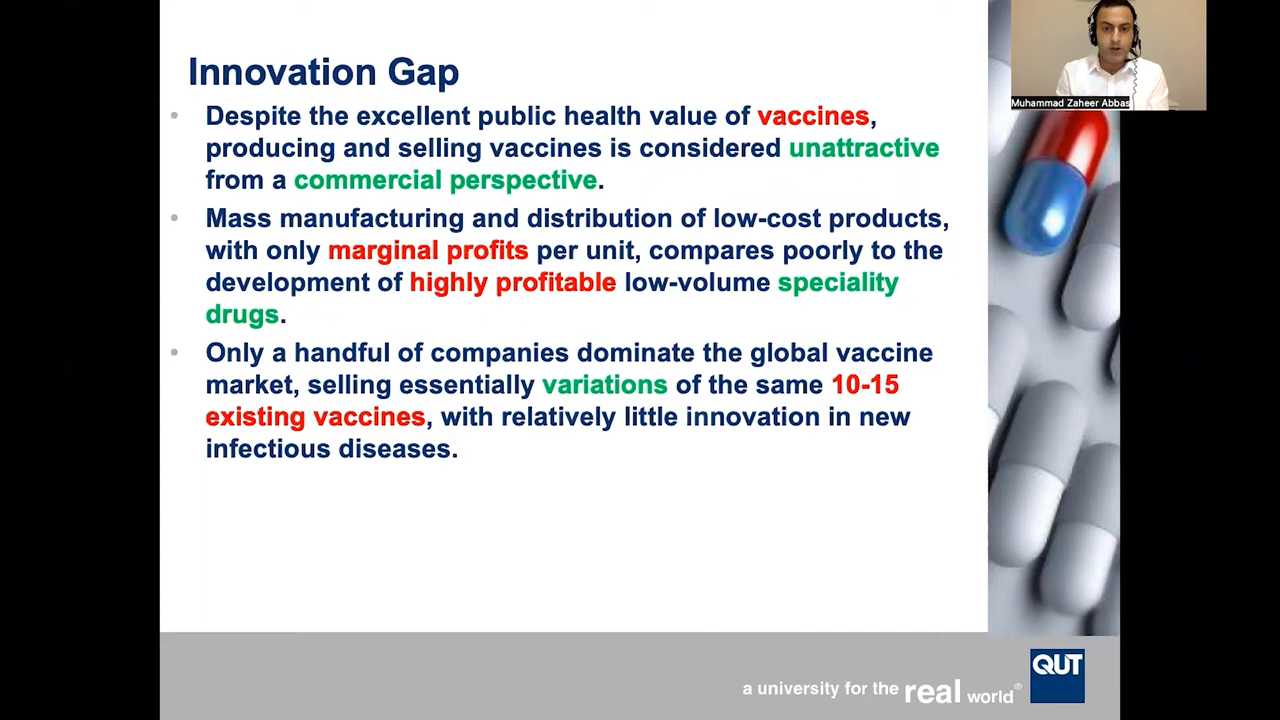 Innovation Gap
• Despite the excellent public health value of vaccines,
producing and selling vaccines is considered unattractive
from a commercial perspective.
• Mass manufacturing and distribution of low-cost products,
with only marginal profits per unit, compares poorly to the
development of highly profitable low-volume speciality
drugs.
• Only a handful of companies dominate the global vaccine
market, selling essentially variations of the same 10-15
existing vaccines, with relatively little innovation in new
infectious diseases.
Muhammad Zaheer Abbas
a university for the real world®
QUT